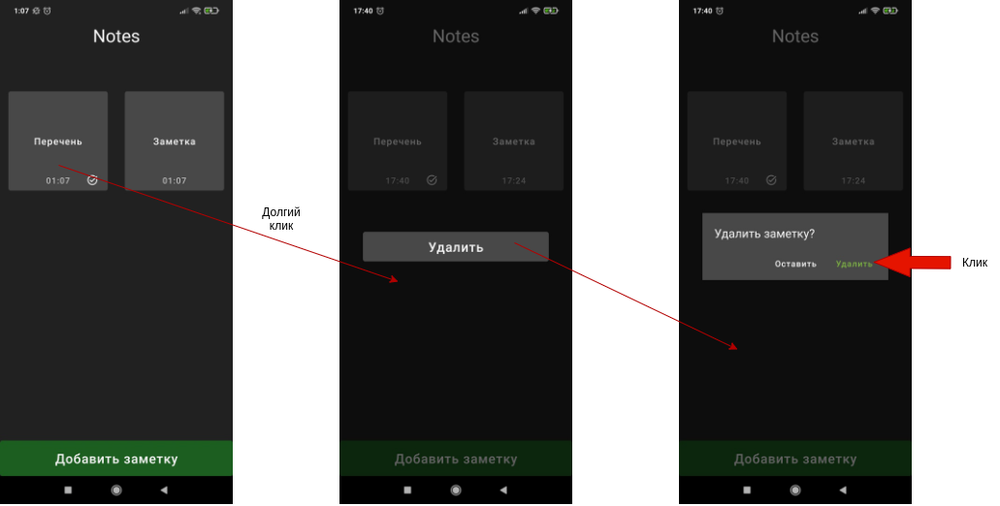 1:07
Notes
Перечень
Заметка
01:07
01:07
Добавить заметку
Долгий
клик
17:40
Notes
Перечень
Заметка
17:40
17:24
Удалить
Добавить заметку
17:40
Notes
Перечень
Заметка
17:40
17:24
Удалить заметку?
Оставить Удалить
Добавить заметку
Клик